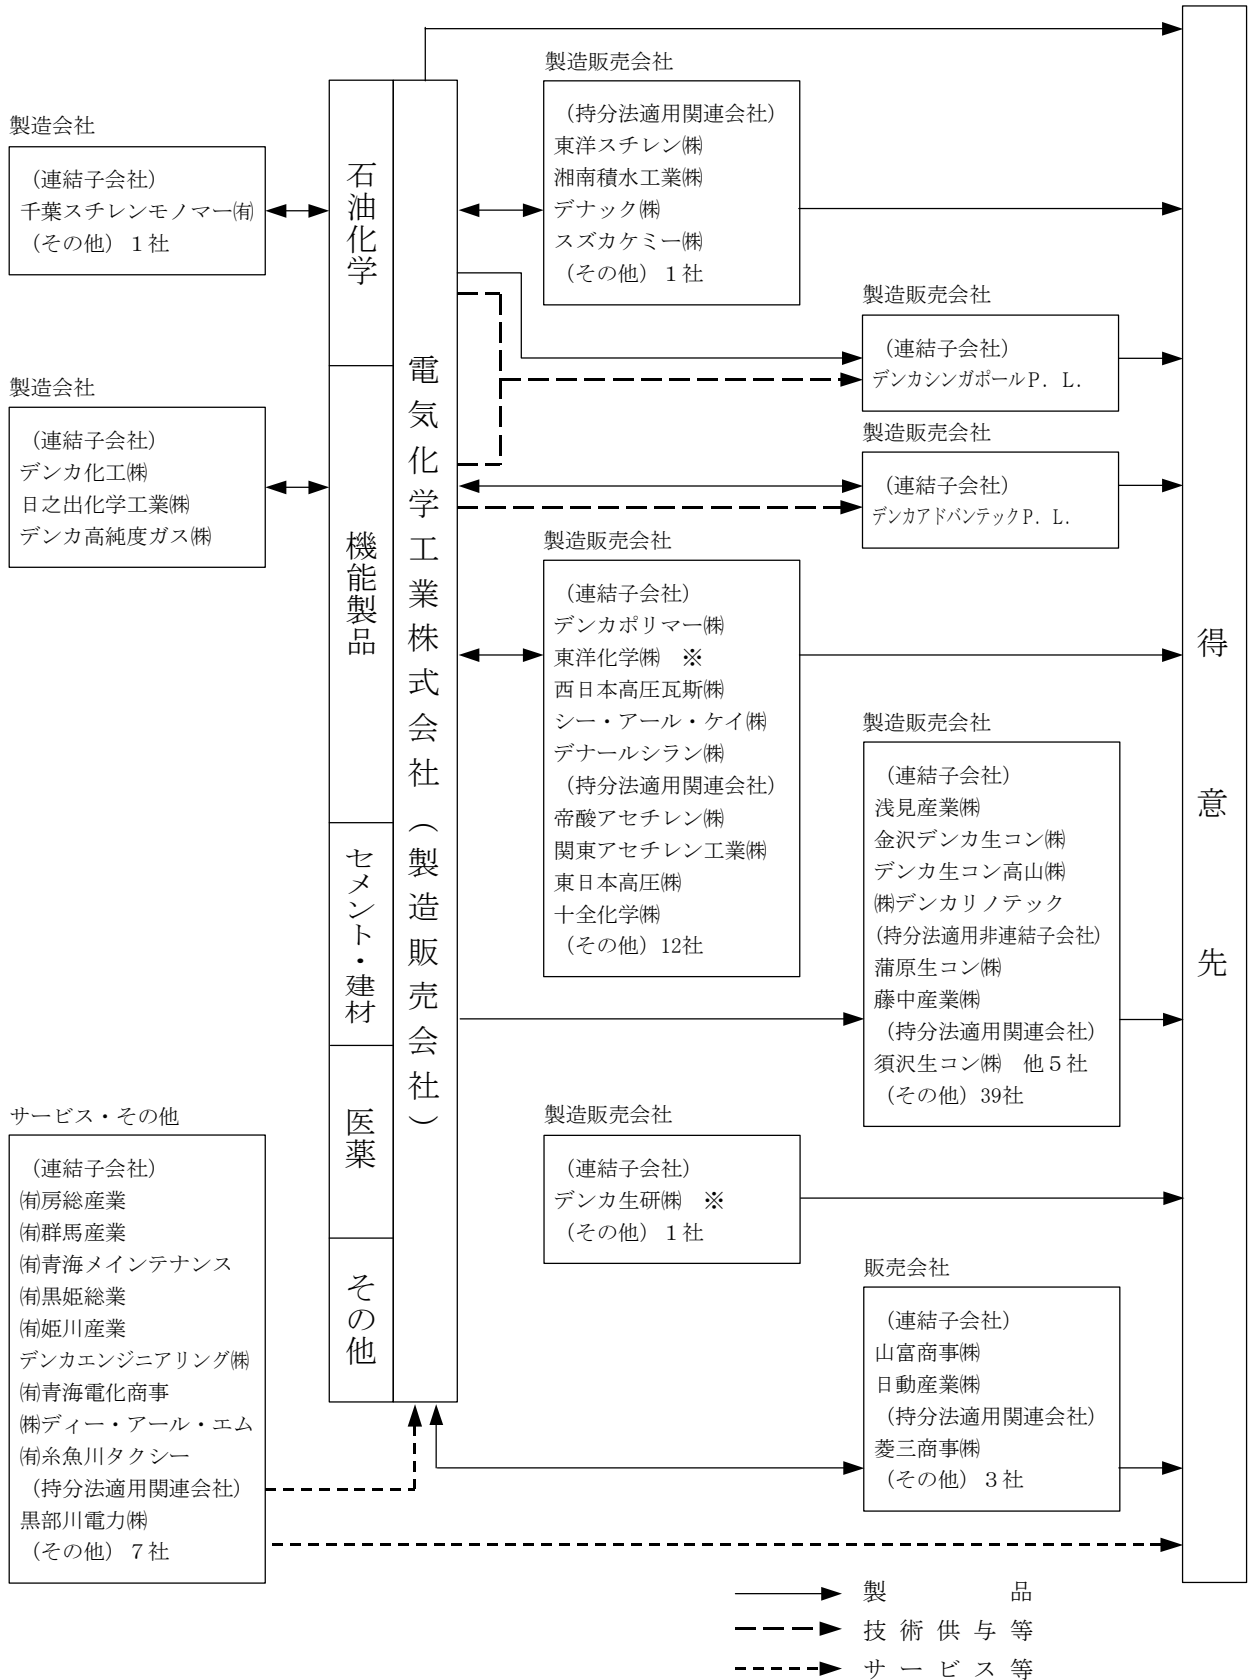 製造会社
（連結子会社）
千葉スチレンモノマー㈲
（その他）１社
製造会社
（連結子会社）
デンカ化工㈱
日之出化学工業㈱
デンカ高純度ガス㈱
サービス・その他
（連結子会社）
㈲房総産業
㈲群馬産業
㈲青海メインテナンス
㈲黒姫総業
㈲姫川産業
デンカエンジニアリング㈱
㈲青海電化商事
㈱ディー・アール・エム
㈲糸魚川タクシー
（持分法適用関連会社）
黒部川電力㈱
（その他）７社
石油化学
機能製品
セメント・建材
医薬
その他
電気化学工業株式会社（製造販売会社）
製造販売会社
（持分法適用関連会社）
東洋スチレン㈱
湘南積水工業㈱
デナック㈱
スズカケミー㈱
（その他）１社
製造販売会社
（連結子会社）
デンカシンガポールＰ．Ｌ．
製造販売会社
（連結子会社）
デンカアドバンテックＰ．Ｌ．
製造販売会社
（連結子会社）
デンカポリマー㈱
東洋化学㈱　※
西日本高圧瓦斯㈱
シー・アール・ケイ㈱
デナールシラン㈱
（持分法適用関連会社）
帝酸アセチレン㈱
関東アセチレン工業㈱
東日本高圧㈱
十全化学㈱
（その他）12社
製造販売会社
（連結子会社）
浅見産業㈱
金沢デンカ生コン㈱
デンカ生コン高山㈱
㈱デンカリノテック
(持分法適用非連結子会社)
蒲原生コン㈱
藤中産業㈱
（持分法適用関連会社）
須沢生コン㈱　他５社
（その他）39社
製造販売会社
（連結子会社）
デンカ生研㈱　※
（その他）１社
販売会社
（連結子会社）
山富商事㈱
日動産業㈱
（持分法適用関連会社）
菱三商事㈱
（その他）３社
得意先
製品
技術供与等
サービス等